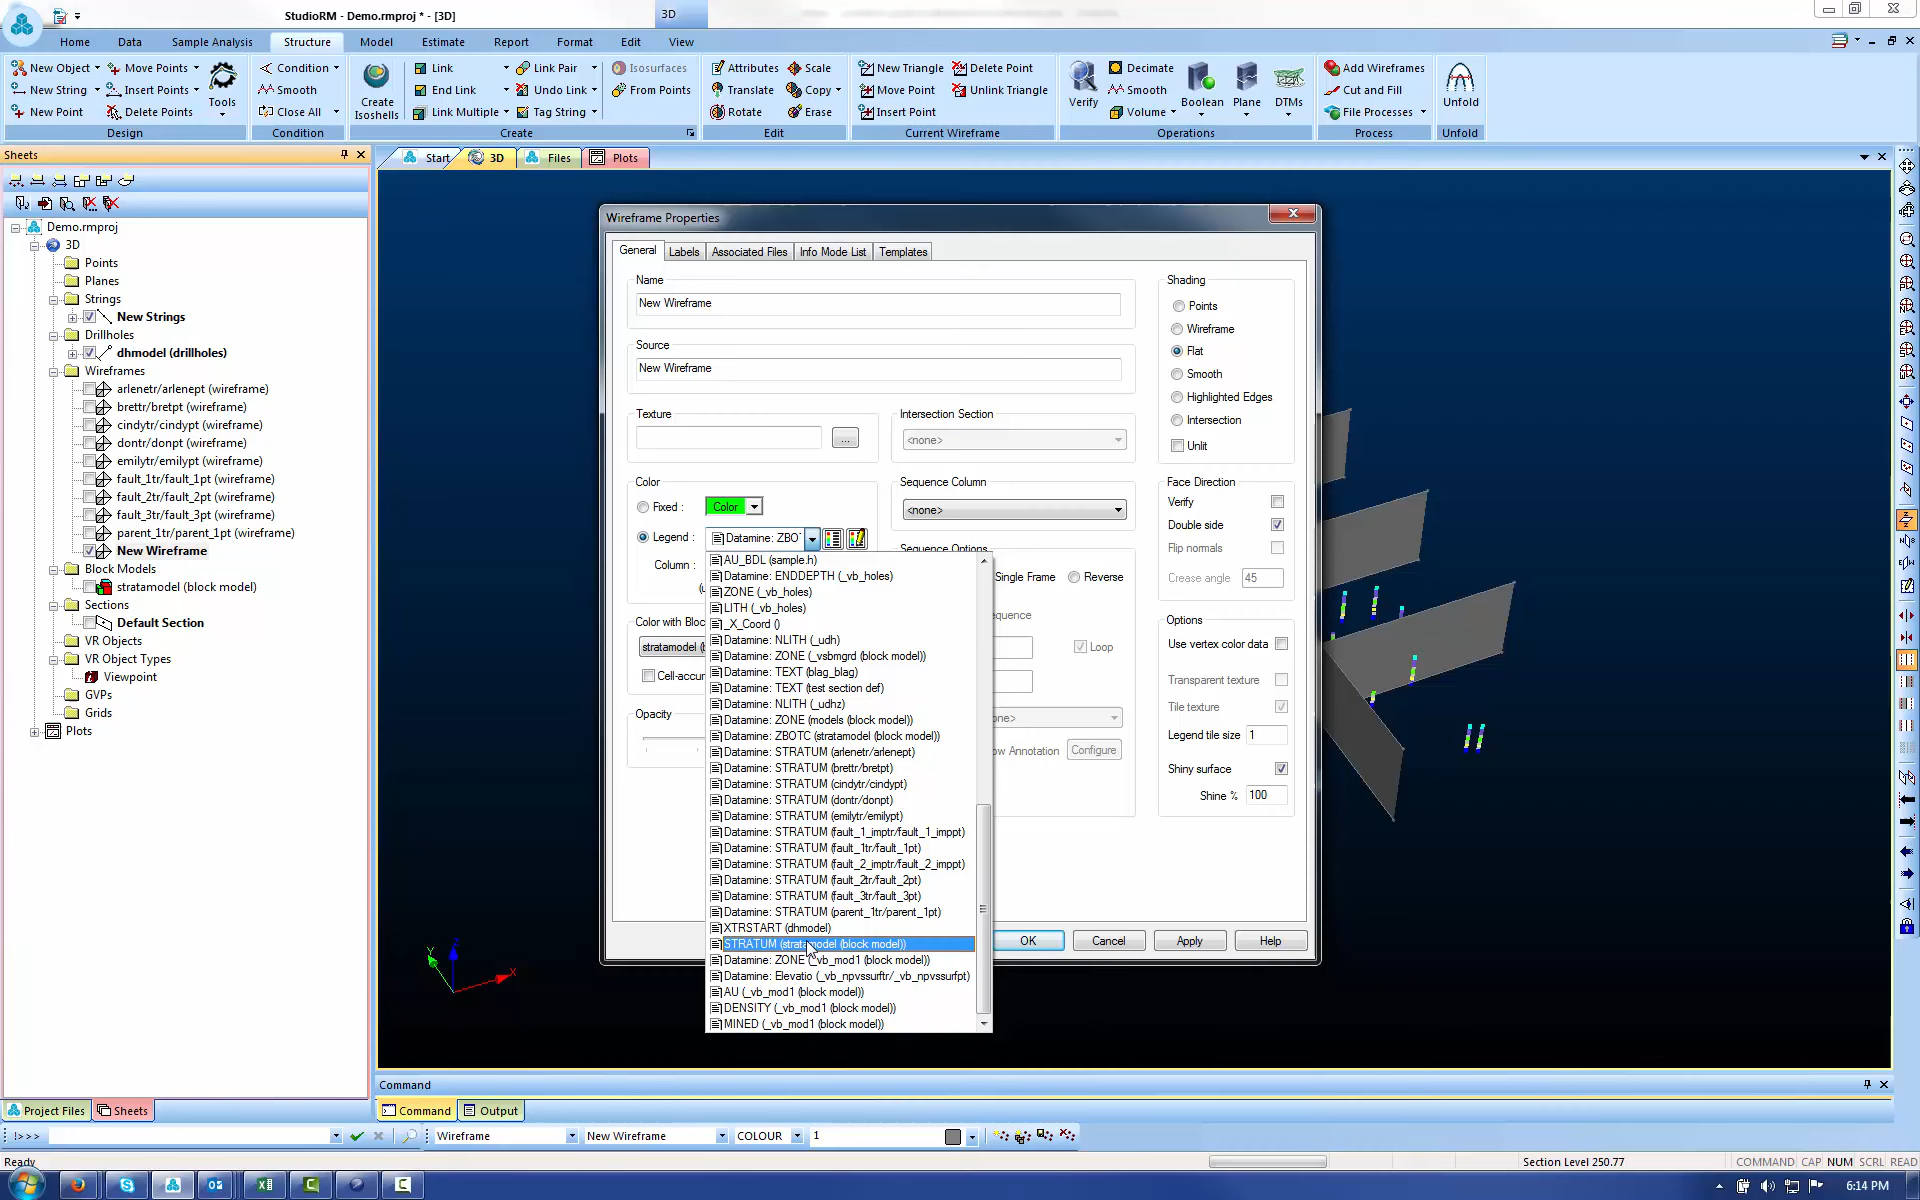 StudioRM - Demo.rmproj * - [3D]
3D
Home Data Sample Analysis Structure Model Estimate Report Format Edit View
New Object Move Points
New String Insert Points
New Point Delete Points
Tools
Design
Condition
Smooth
Close All
Condition
Create Isoshells
Link
End Link
Link Multiple
Link Pair
Undo Link
Tag String
Isosurfaces
From Points
Create
Attributes Scale
Translate Copy
Rotate Erase
Edit
New Triangle Delete Point
Move Point Unlink Triangle
Insert Point
Current Wireframe
Verify
Decimate
Smooth
Volume
Boolean
Plane
DTMs
Operations
Add Wireframes
Cut and Fill
File Processes
Process
Unfold
Unfold
Sheets
Start 3D Files Plots
Demo.rmproj
3D
Points
Planes
Strings
New Strings
Drillholes
dhmodel (drillholes)
Wireframes
arlenetr/arlenept (wireframe)
brettr/bretpt (wireframe)
cindytr/cindypt (wireframe)
dontr/donpt (wireframe)
emilytr/emilypt (wireframe)
fault_1tr/fault_1pt (wireframe)
fault_2tr/fault_2pt (wireframe)
fault_3tr/fault_3pt (wireframe)
parent_1tr/parent_1pt (wireframe)
New Wireframe
Block Models
stratamodel (block model)
Sections
Default Section
VR Objects
VR Object Types
Viewpoint
GVPs
Grids
Plots
Wireframe Properties
General Labels Associated Files Info Mode List Templates
Name
New Wireframe
Source
New Wireframe
Texture
...
Intersection Section
<none>
Color
Fixed :
Color
Legend :
Datamine: ZBO
Column :
Color with Bloc
stratamodel
Cell-accur
Opacity
Sequence Column
<none>
Sequence Options
Single Frame Reverse
Loop
Configure
Shading
Points
Wireframe
Flat
Smooth
Highlighted Edges
Intersection
Unlit
Face Direction
Verify
Double side
Flip normals
Crease angle 45
Options
Use vertex color data
Transparent texture
Tile texture
Legend tile size 1
Shiny surface
Shine % 100
AU_BDL (sample.h)
Datamine: ENDDEPTH (_vb_holes)
ZONE (_vb_holes)
LITH (_vb_holes)
_X_Coord ()
Datamine: NLITH (_udh)
Datamine: ZONE (_vsbmgrd (block model))
Datamine: TEXT (blag_blag)
Datamine: TEXT (test section def)
Datamine: NLITH (_udhz)
Datamine: ZONE (models (block model))
Datamine: ZBOTC (stratamodel (block model))
Datamine: STRATUM (arlenetr/arlenept)
Datamine: STRATUM (brettr/bretpt)
Datamine: STRATUM (cindytr/cindypt)
Datamine: STRATUM (dontr/donpt)
Datamine: STRATUM (emilytr/emilypt)
Datamine: STRATUM (fault_1_imptr/fault_1_imppt)
Datamine: STRATUM (fault_1tr/fault_1pt)
Datamine: STRATUM (fault_2_imptr/fault_2_imppt)
Datamine: STRATUM (fault_2tr/fault_2pt)
Datamine: STRATUM (fault_3tr/fault_3pt)
Datamine: STRATUM (parent_1tr/parent_1pt)
XTRSTART (dhmodel)
STRATUM (stratamodel (block model))
Datamine: ZONE (_vb_mod1 (block model))
Datamine: Elevatio (_vb_npvssurftr/_vb_npvssurfpt)
AU (_vb_mod1 (block model))
DENSITY (_vb_mod1 (block model))
MINED (_vb_mod1 (block model))
OK Cancel Apply Help
X
Y
Z
Command
Project Files Sheets
Command Output
!>>>
Wireframe New Wireframe COLOUR 1
Ready
Section Level 250.77
COMMAND CAP NUM SCRL READ
6:14 PM